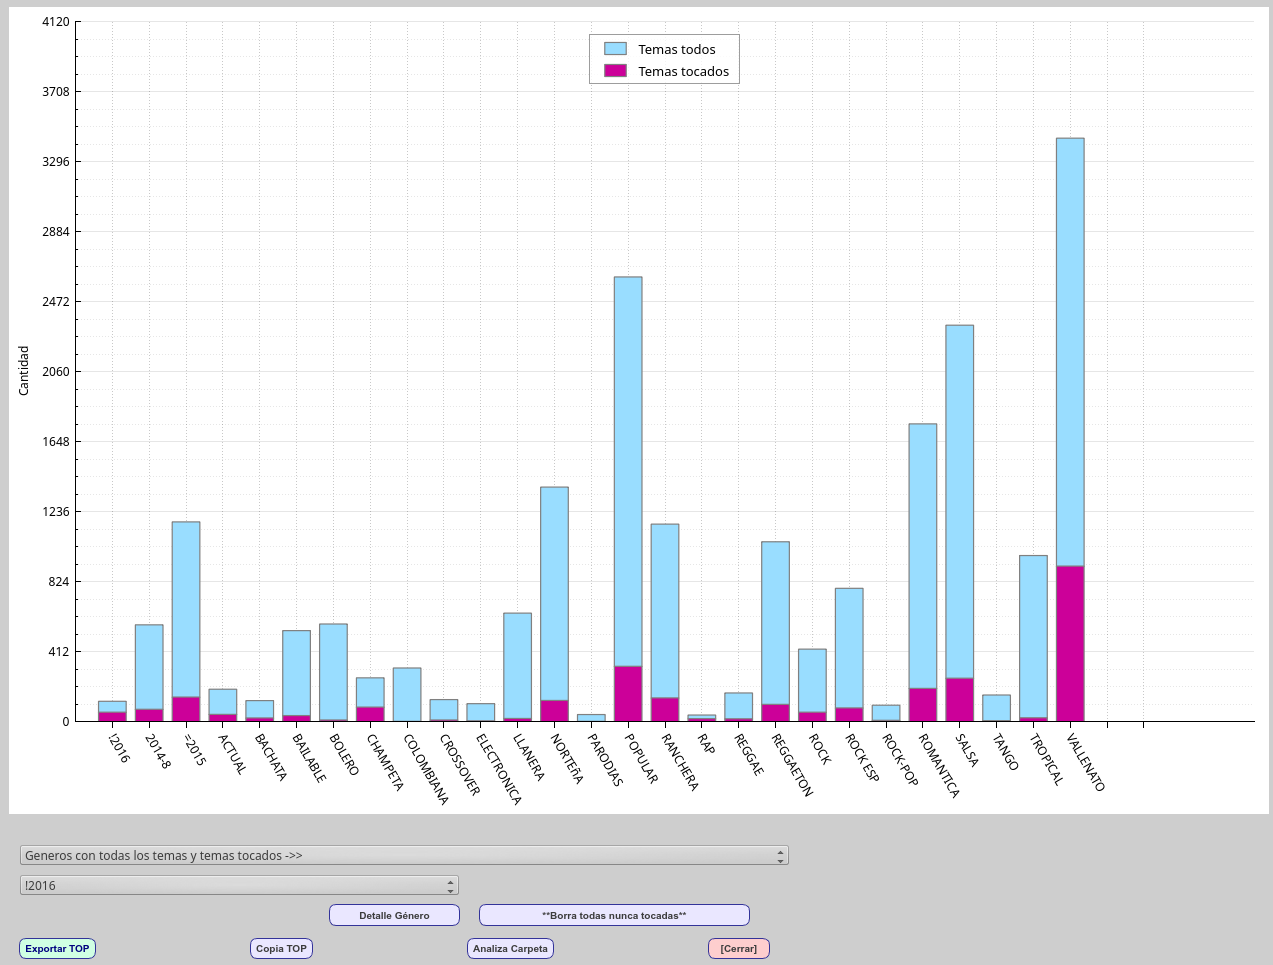 4120
Temas todos
Temas tocados
3708
3296
2884
2472
2060
Cantidad
1648
1236
824
412
0
!2016
2014-8
=2015
ACTUAL
BACHATA
BAILABLE
BOLERO
CHAMPETA
COLOMBIANA
CROSSOVER
ELECTRONICA
LLANERA
NORTEñA
PARODIAS
POPULAR
RANCHERA
RAP
REGGAE
REGGAETON
ROCK
ROCK ESP
ROCK-POP
ROMANTICA
SALSA
TANGO
TROPICAL
VALLENATO
Generos con todas los temas y temas tocados ->>
!2016
Detalle Género
**Borra todas nunca tocadas**
Exportar TOP
Copia TOP
Analiza Carpeta
[Cerrar]